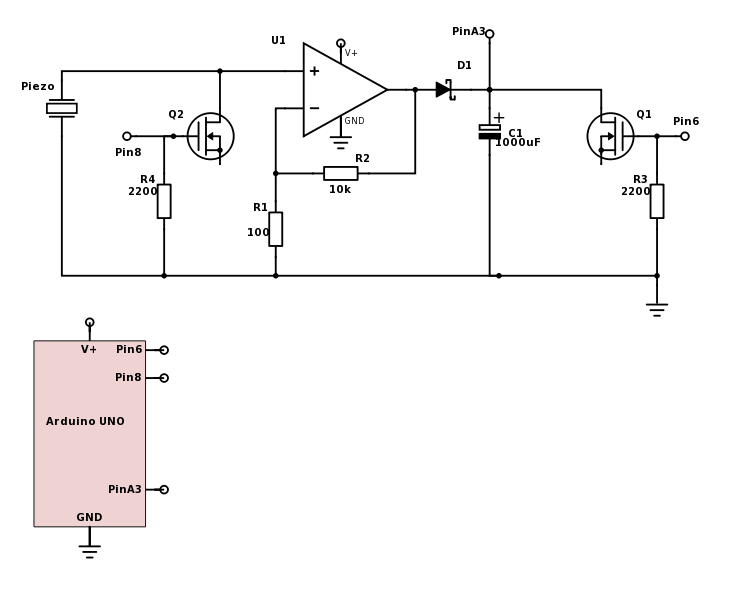 PinA3
U1
V+
D1
Piezo
+
Q2
Q1
−
+
GND
C1
1000uF
Pin6
Pin8
R2
R4
2200
10k
R3
2200
R1
100
V+
Pin6
Pin8
Arduino UNO
PinA3
GND